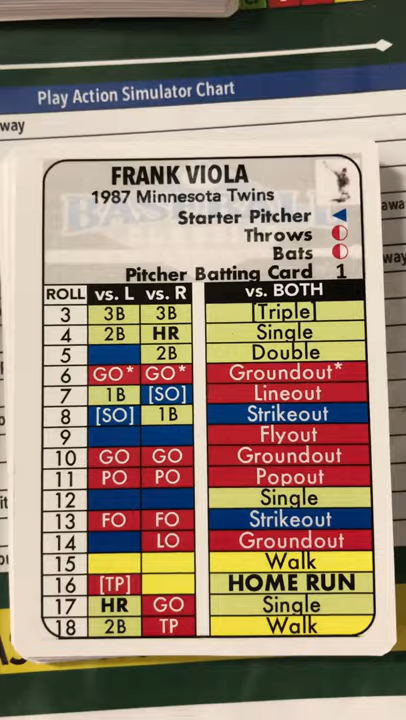 Play Action Simulator Chart
way
FRANK VIOLA
1987 Minnesota Twins
Starter Pitcher
Throws
Bats
Pitcher Batting Card 1
ROLL vs. L vs. R vs. BOTH
3 3B 3B [Triple]
4 2B HR Single
5 2B Double
6 GO* GO* Groundout*
7 1B [SO] Lineout
8 [SO] 1B Strikeout
9 Flyout
10 GO GO Groundout
11 PO PO Popout
12 Single
13 FO FO Strikeout
14 LO Groundout
15 Walk
16 [TP] HOME RUN
17 HR GO Single
18 2B TP Walk